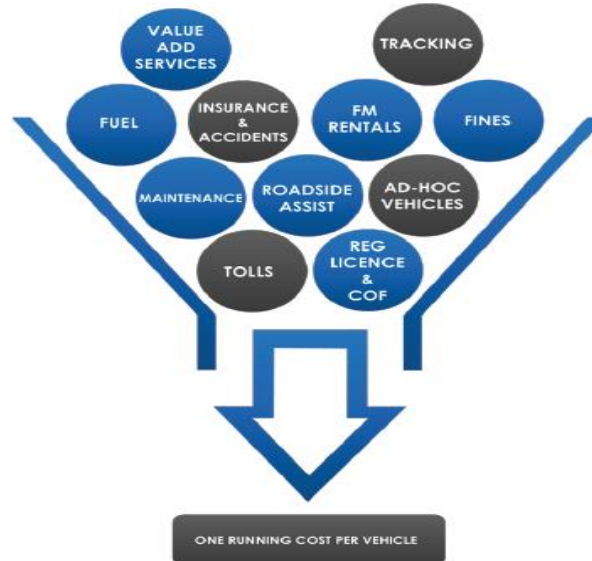 VALUE
ADD
SERVICES
TRACKING
FUEL
INSURANCE
&
ACCIDENTS
FM
RENTALS
FINES
MAINTENANCE
ROADSIDE
ASSIST
AD-HOC
VEHICLES
TOLLS
REG
LICENCE
&
COF
ONE RUNNING COST PER VEHICLE